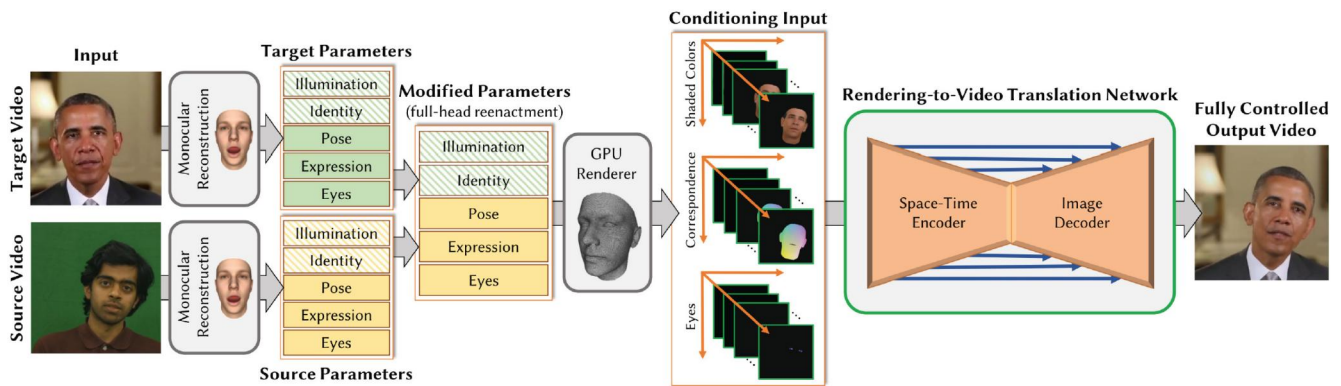 Input
Target Video
Monocular
Reconstruction
Target Parameters
Illumination
Identity
Pose
Expression
Eyes
Source Video
Monocular
Reconstruction
Illumination
Identity
Pose
Expression
Eyes
Source Parameters
Modified Parameters
(full-head reenactment)
Illumination
Identity
Pose
Expression
Eyes
GPU
Renderer
Conditioning Input
Shaded Colors
Correspondence
Eyes
Rendering-to-Video Translation Network
Space-Time
Encoder
Image
Decoder
Fully Controlled
Output Video